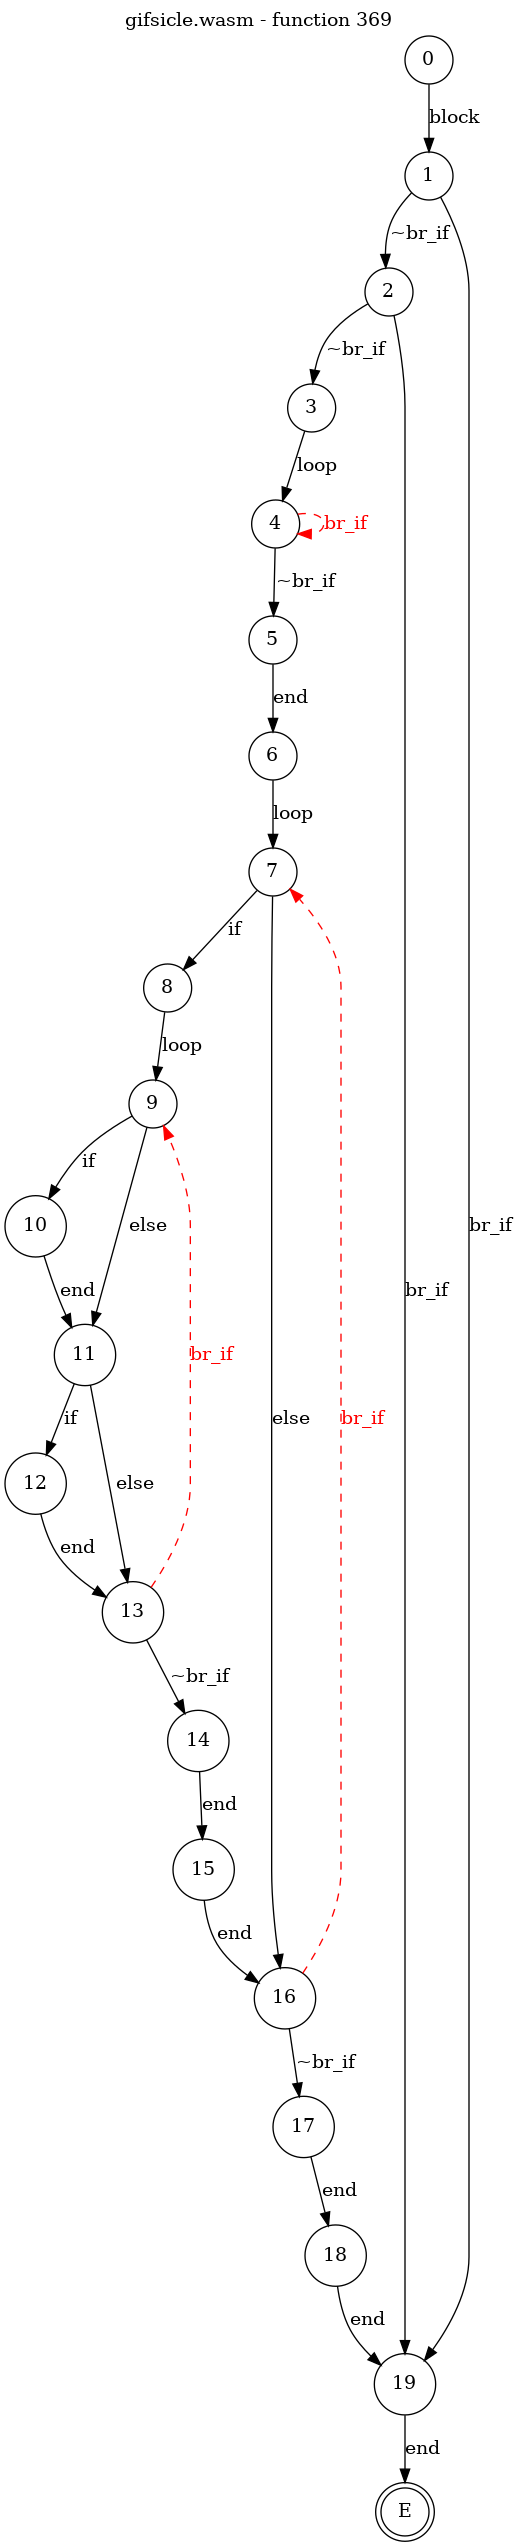 gifsicle.wasm - function 369
0
block
1
~br_if
2
~br_if
3
loop
4
br_if
~br_if
5
end
6
loop
7
if
8
loop
9
if
10
else
br_if
end
11
br_if
if
else
else
br_if
12
end
13
~br_if
14
end
15
end
16
~br_if
17
end
18
end
19
end
E
br_if